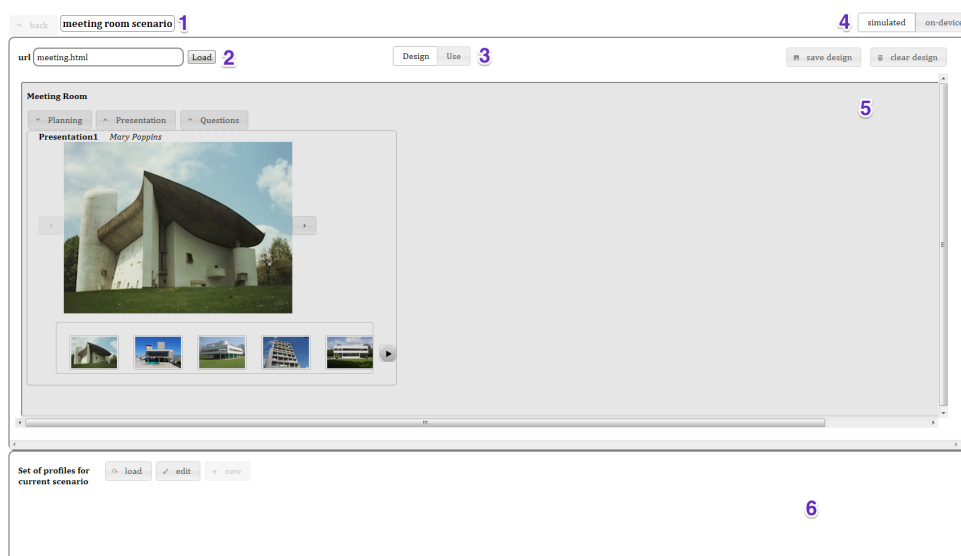 back
meeting room scenario
1
4
simulated
on-device
url
meeting.html
Load
2
Design
Use
3
save design
clear design
Meeting Room
5
Planning
Presentation
Questions
Presentation1 Mary Poppins
Set of profiles for
current scenario
load
edit
+ new
6